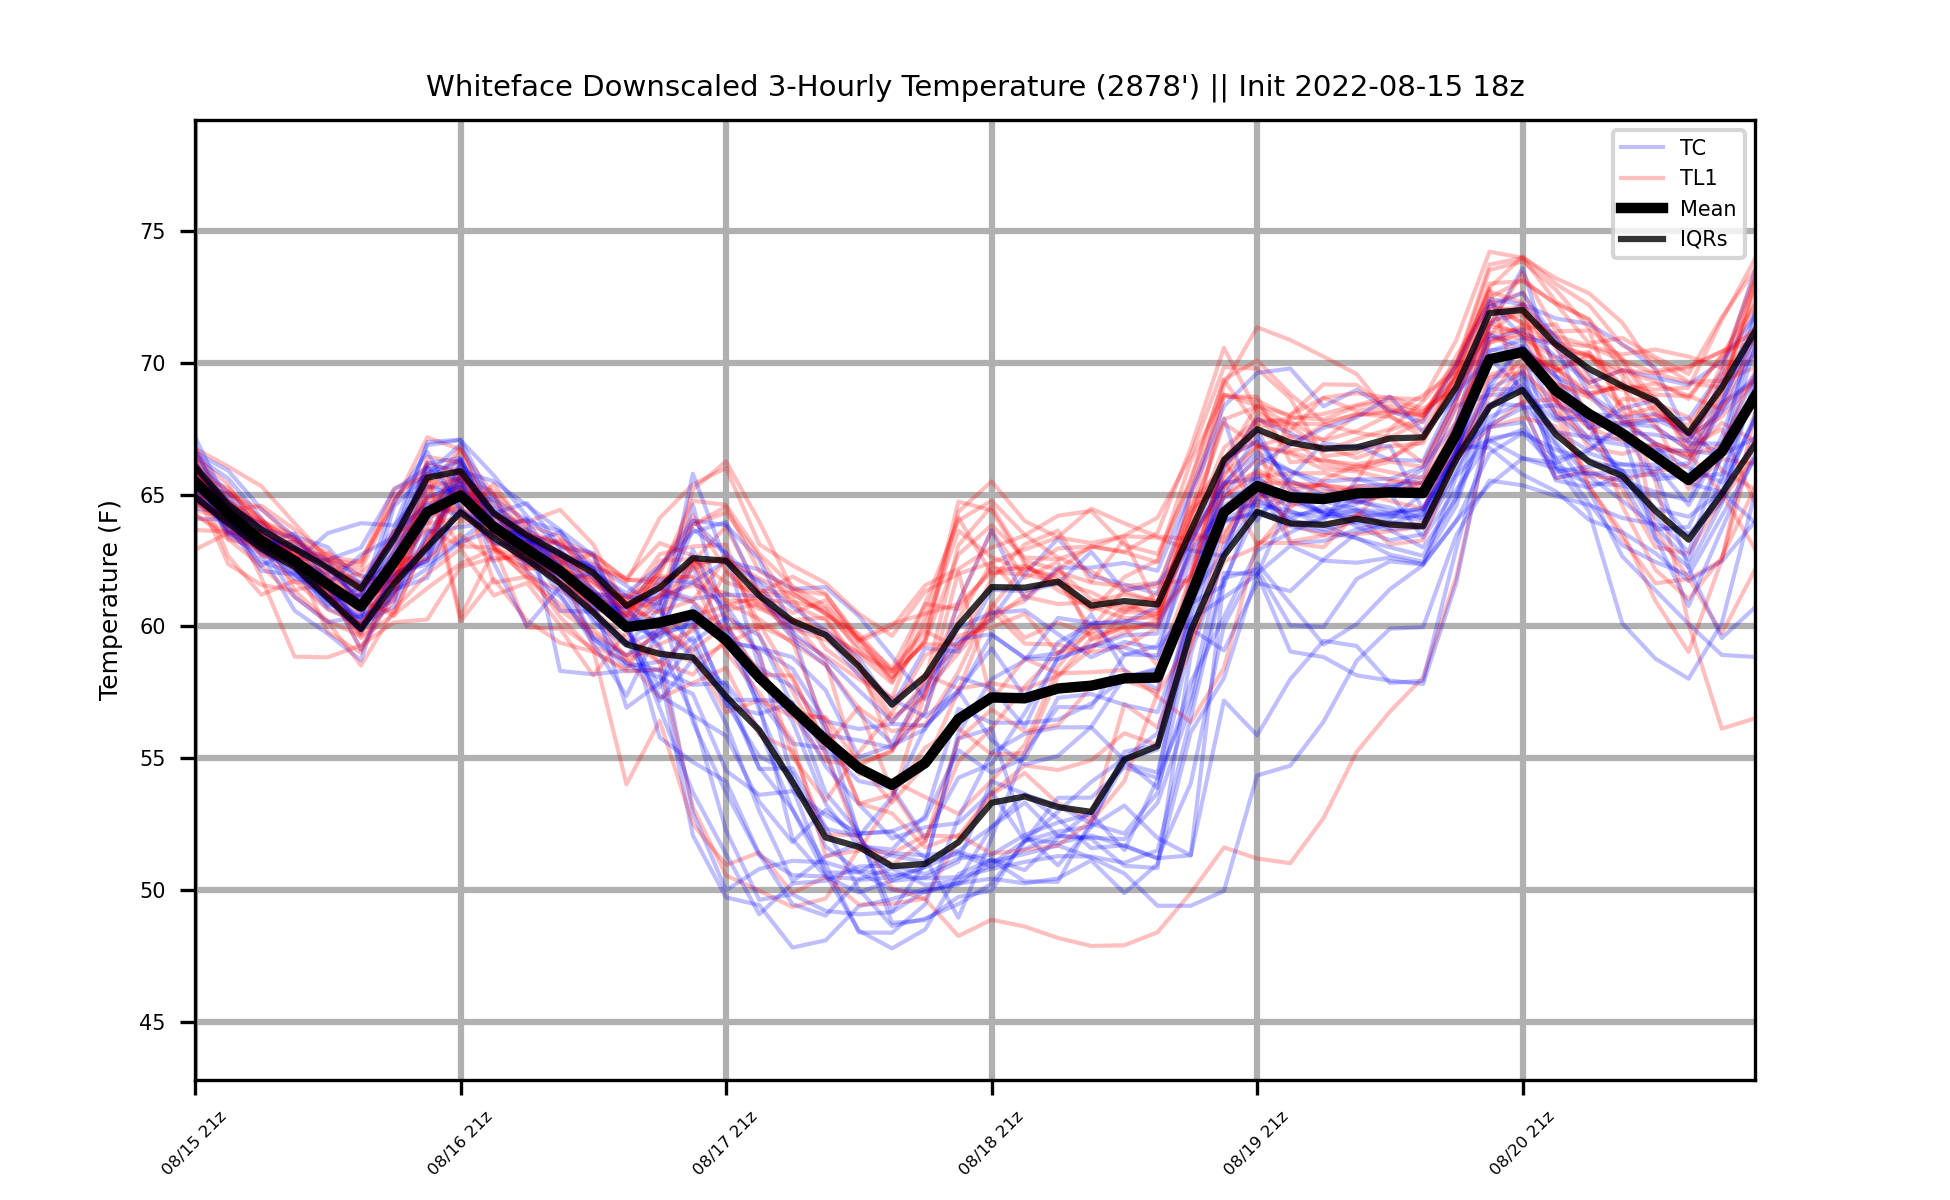 Whiteface Downscaled 3-Hourly Temperature (2878') || Init 2022-08-15 18z
TC
TL1
Mean
IQRs
Temperature (F)
75
70
65
60
55
50
45
08/15 21z
08/16 21z
08/17 21z
08/18 21z
08/19 21z
08/20 21z